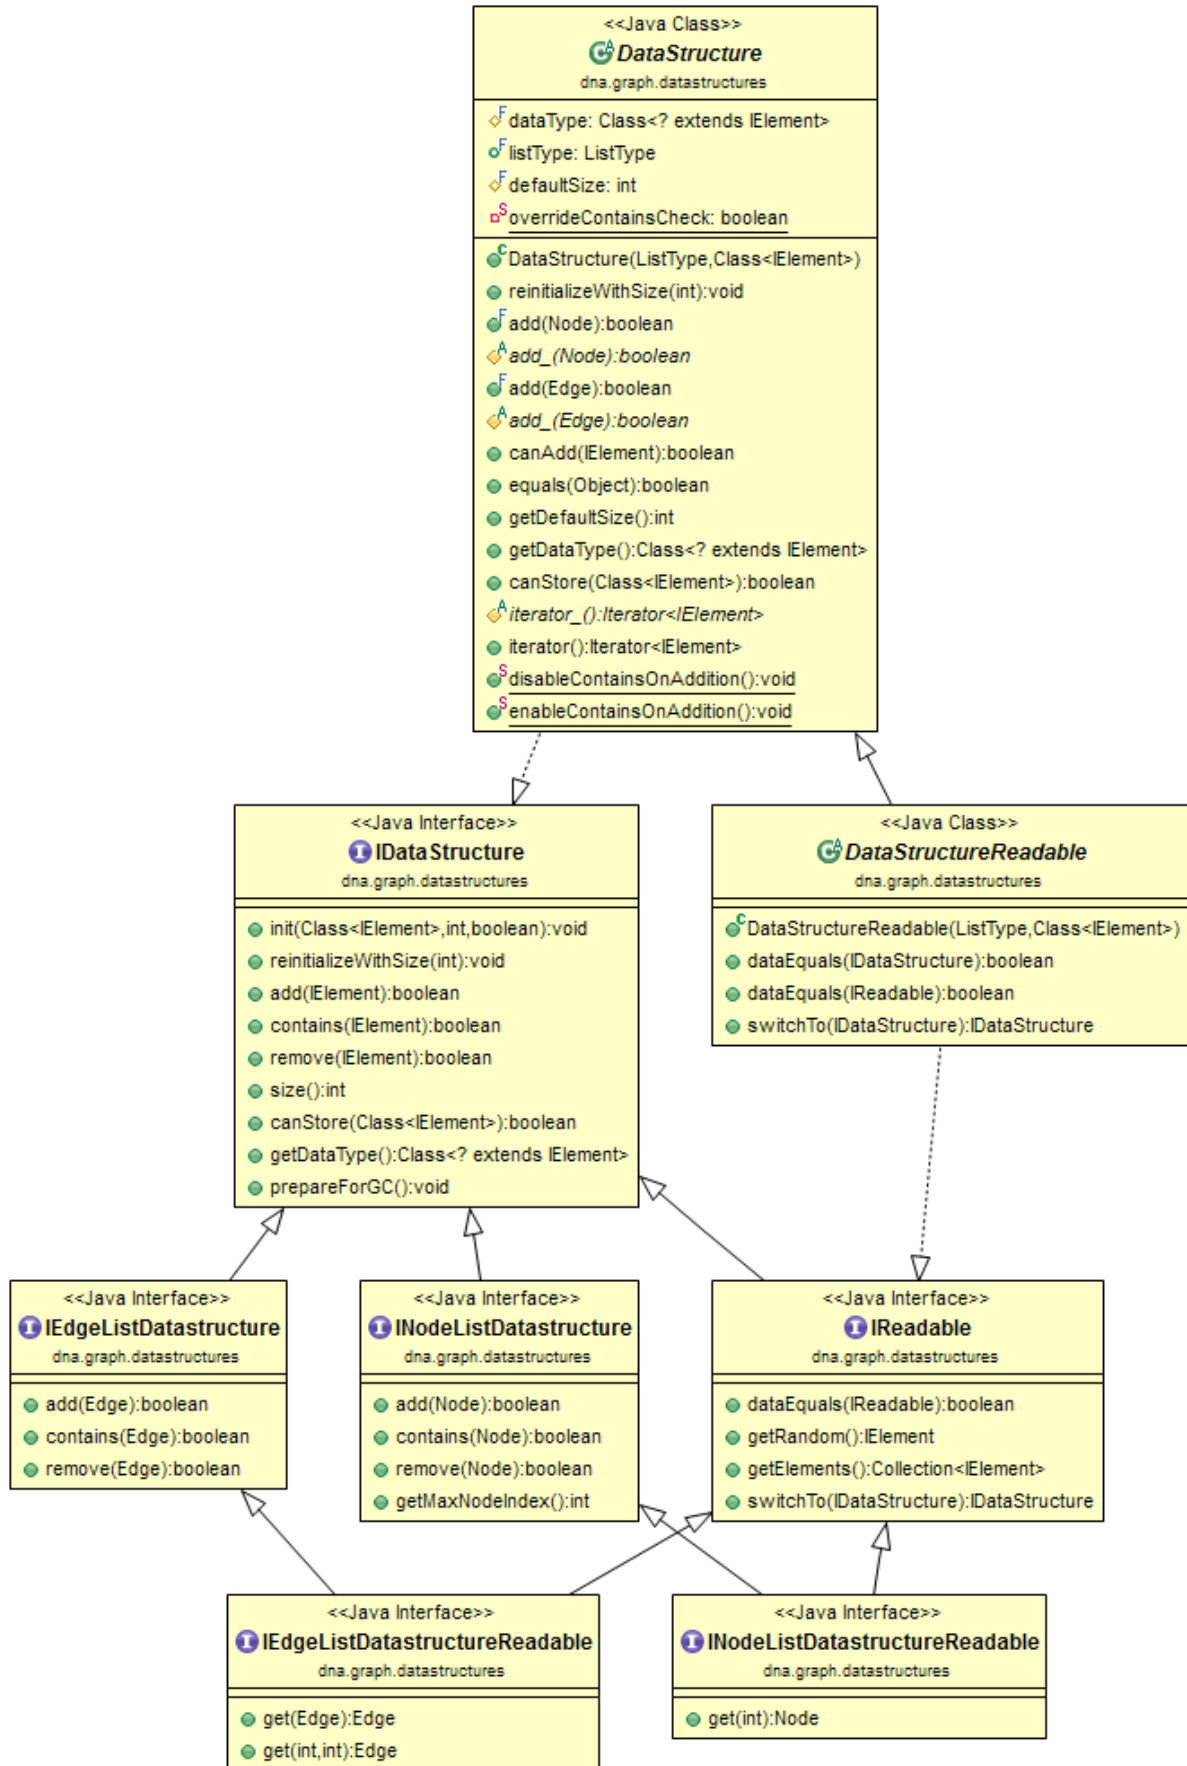 <<Java Class>>
DataStructure
dna.graph.datastructures
dataType: Class<? extends IElement>
listType: ListType
defaultSize: int
overrideContainsCheck: boolean
DataStructure(ListType,Class<IElement>)
reinitializeWithSize(int):void
add(Node):boolean
add_(Node):boolean
add(Edge):boolean
add_(Edge):boolean
canAdd(IElement):boolean
equals(Object):boolean
getDefaultSize():int
getDataType():Class<? extends IElement>
canStore(Class<IElement>):boolean
iterator_():Iterator<IElement>
iterator():Iterator<IElement>
disableContainsOnAddition():void
enableContainsOnAddition():void
<<Java Interface>>
IDataStructure
dna.graph.datastructures
init(Class<IElement>,int,boolean):void
reinitializeWithSize(int):void
add(IElement):boolean
contains(IElement):boolean
remove(IElement):boolean
size():int
canStore(Class<IElement>):boolean
getDataType():Class<? extends IElement>
prepareForGC():void
<<Java Class>>
DataStructureReadable
dna.graph.datastructures
DataStructureReadable(ListType,Class<IElement>)
dataEquals(IDataStructure):boolean
dataEquals(IReadable):boolean
switchTo(IDataStructure):IDataStructure
<<Java Interface>>
IEdgeListDatastructure
dna.graph.datastructures
add(Edge):boolean
contains(Edge):boolean
remove(Edge):boolean
<<Java Interface>>
INodeListDatastructure
dna.graph.datastructures
add(Node):boolean
contains(Node):boolean
remove(Node):boolean
getMaxNodeIndex():int
<<Java Interface>>
IReadable
dna.graph.datastructures
dataEquals(IReadable):boolean
getRandom():IElement
getElements():Collection<IElement>
switchTo(IDataStructure):IDataStructure
<<Java Interface>>
IEdgeListDatastructureReadable
dna.graph.datastructures
get(Edge):Edge
get(int,int):Edge
<<Java Interface>>
INodeListDatastructureReadable
dna.graph.datastructures
get(int):Node